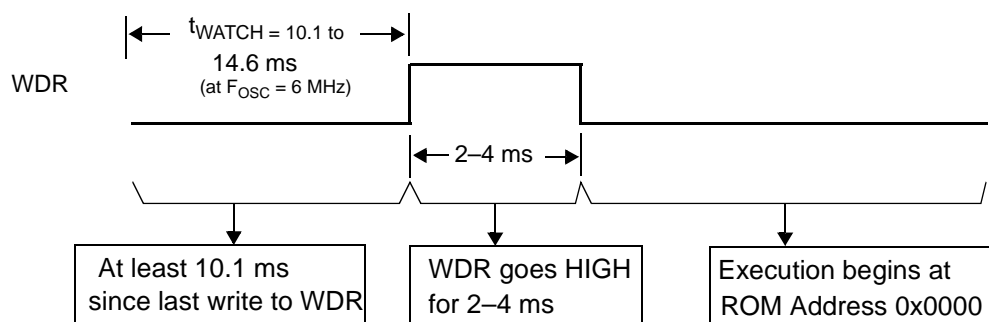 tWATCH = 10.1 to
14.6 ms
(at FOSC = 6 MHz)
WDR
2–4 ms
At least 10.1 ms
since last write to WDR
WDR goes HIGH
for 2–4 ms
Execution begins at
ROM Address 0x0000